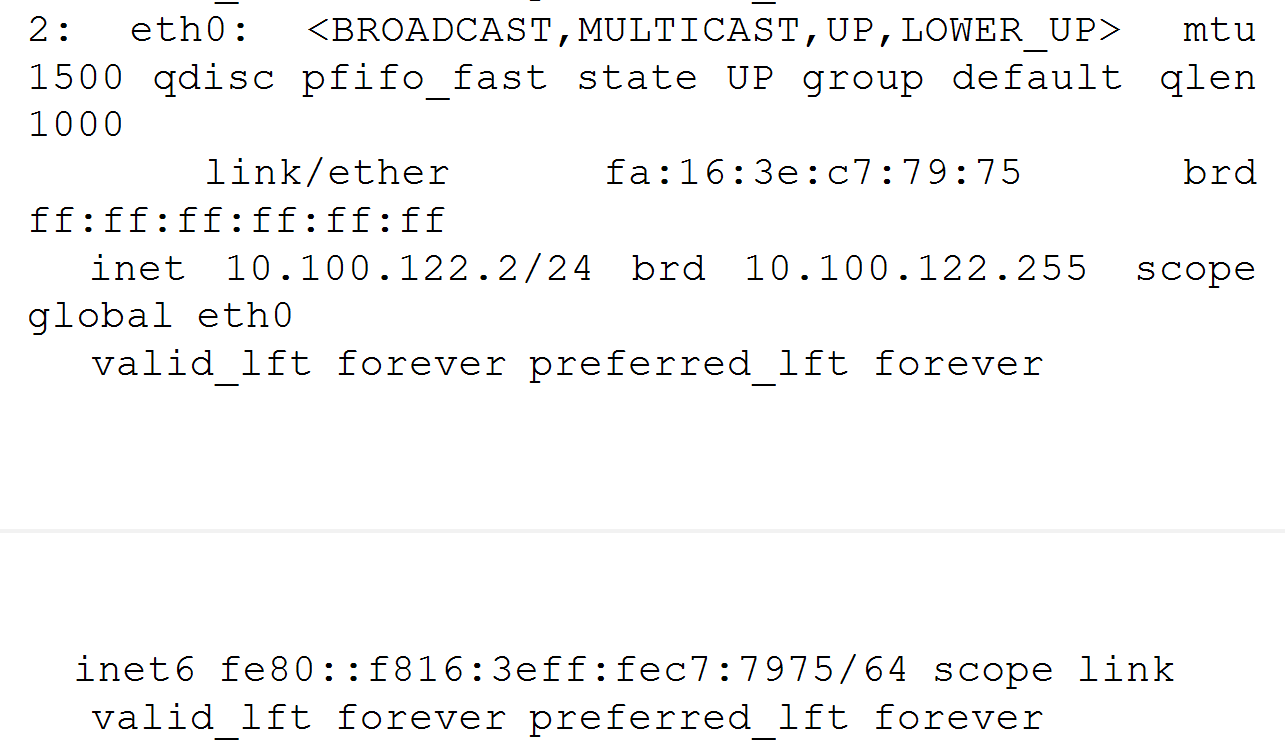 2: eth0: <BROADCAST,MULTICAST,UP,LOWER_UP> mtu
1500 qdisc pfifo_fast state UP group default qlen
1000
link/ether fa:16:3e:c7:79:75 brd
ff:ff:ff:ff:ff:ff
inet 10.100.122.2/24 brd 10.100.122.255 scope
global eth0
valid_lft forever preferred_lft forever
inet6 fe80::f816:3eff:fec7:7975/64 scope link
valid_lft forever preferred_lft forever